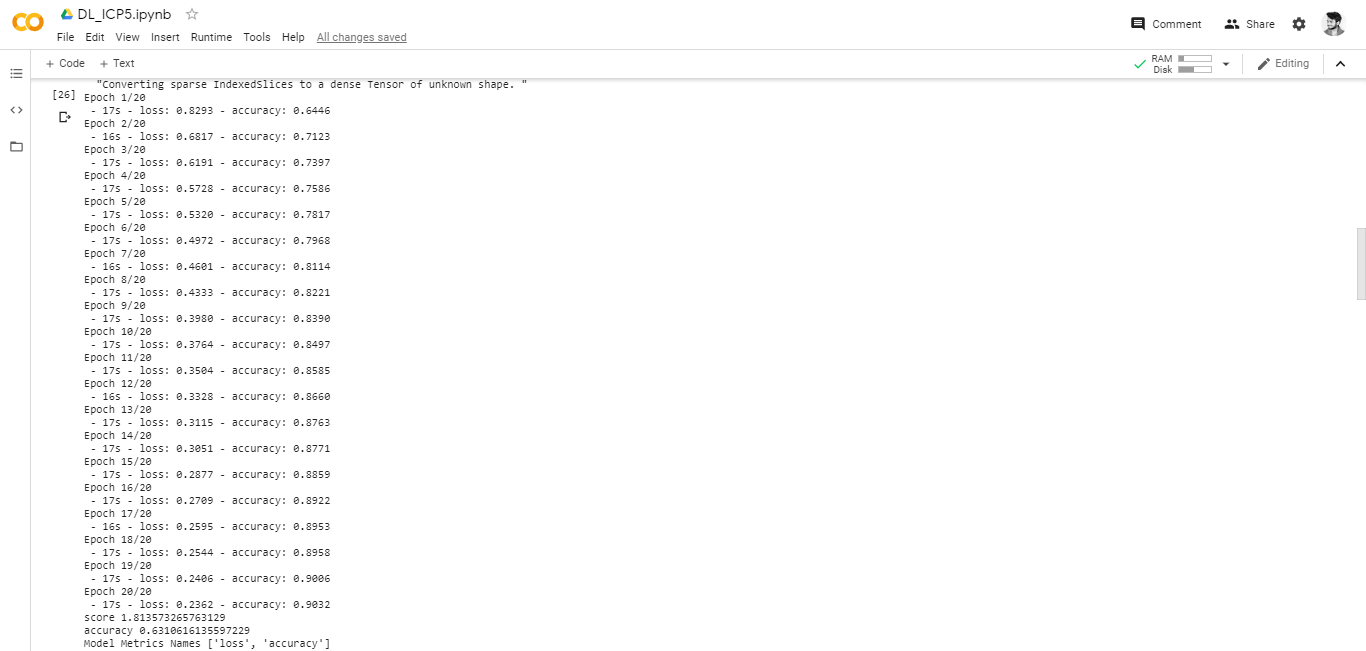 CO DL_ICP5.ipynb
File Edit View Insert Runtime Tools Help All changes saved
Comment Share
+ Code + Text
RAM
Disk
Editing
"Converting sparse IndexedSlices to a dense Tensor of unknown shape. "
[26] Epoch 1/20
- 17s - loss: 0.8293 - accuracy: 0.6446
Epoch 2/20
- 16s - loss: 0.6817 - accuracy: 0.7123
Epoch 3/20
- 17s - loss: 0.6191 - accuracy: 0.7397
Epoch 4/20
- 17s - loss: 0.5728 - accuracy: 0.7586
Epoch 5/20
- 17s - loss: 0.5320 - accuracy: 0.7817
Epoch 6/20
- 17s - loss: 0.4972 - accuracy: 0.7968
Epoch 7/20
- 16s - loss: 0.4601 - accuracy: 0.8114
Epoch 8/20
- 17s - loss: 0.4333 - accuracy: 0.8221
Epoch 9/20
- 17s - loss: 0.3980 - accuracy: 0.8390
Epoch 10/20
- 17s - loss: 0.3764 - accuracy: 0.8497
Epoch 11/20
- 17s - loss: 0.3504 - accuracy: 0.8585
Epoch 12/20
- 16s - loss: 0.3328 - accuracy: 0.8660
Epoch 13/20
- 17s - loss: 0.3115 - accuracy: 0.8763
Epoch 14/20
- 17s - loss: 0.3051 - accuracy: 0.8771
Epoch 15/20
- 17s - loss: 0.2877 - accuracy: 0.8859
Epoch 16/20
- 17s - loss: 0.2709 - accuracy: 0.8922
Epoch 17/20
- 16s - loss: 0.2595 - accuracy: 0.8953
Epoch 18/20
- 17s - loss: 0.2544 - accuracy: 0.8958
Epoch 19/20
- 17s - loss: 0.2406 - accuracy: 0.9006
Epoch 20/20
- 17s - loss: 0.2362 - accuracy: 0.9032
score 1.813573265763129
accuracy 0.6310616135597229
Model Metrics Names ['loss', 'accuracy']